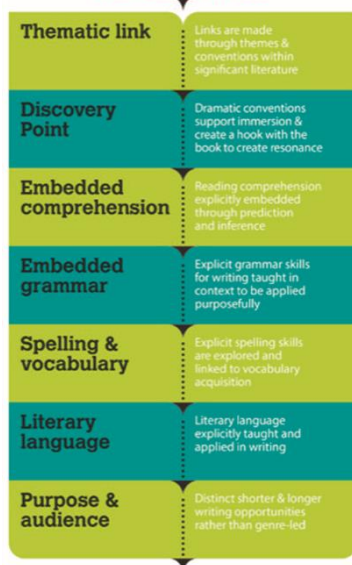 Thematic link
Links are made
through themes &
conventions within
significant literature
Discovery
Point
Dramatic conventions
support immersion &
create a hook with the
book to create resonance
Embedded
comprehension
Reading comprehension
explicitly embedded
through prediction
and inference
Embedded
grammar
Explicit grammar skills
for writing taught in
context to be applied
purposefully
Spelling &
vocabulary
Explicit spelling skills
are explored and
linked to vocabulary
acquisition
Literary
language
Literary language
explicitly taught and
applied in writing
Purpose &
audience
Distinct shorter & longer
writing opportunities
rather than genre-led